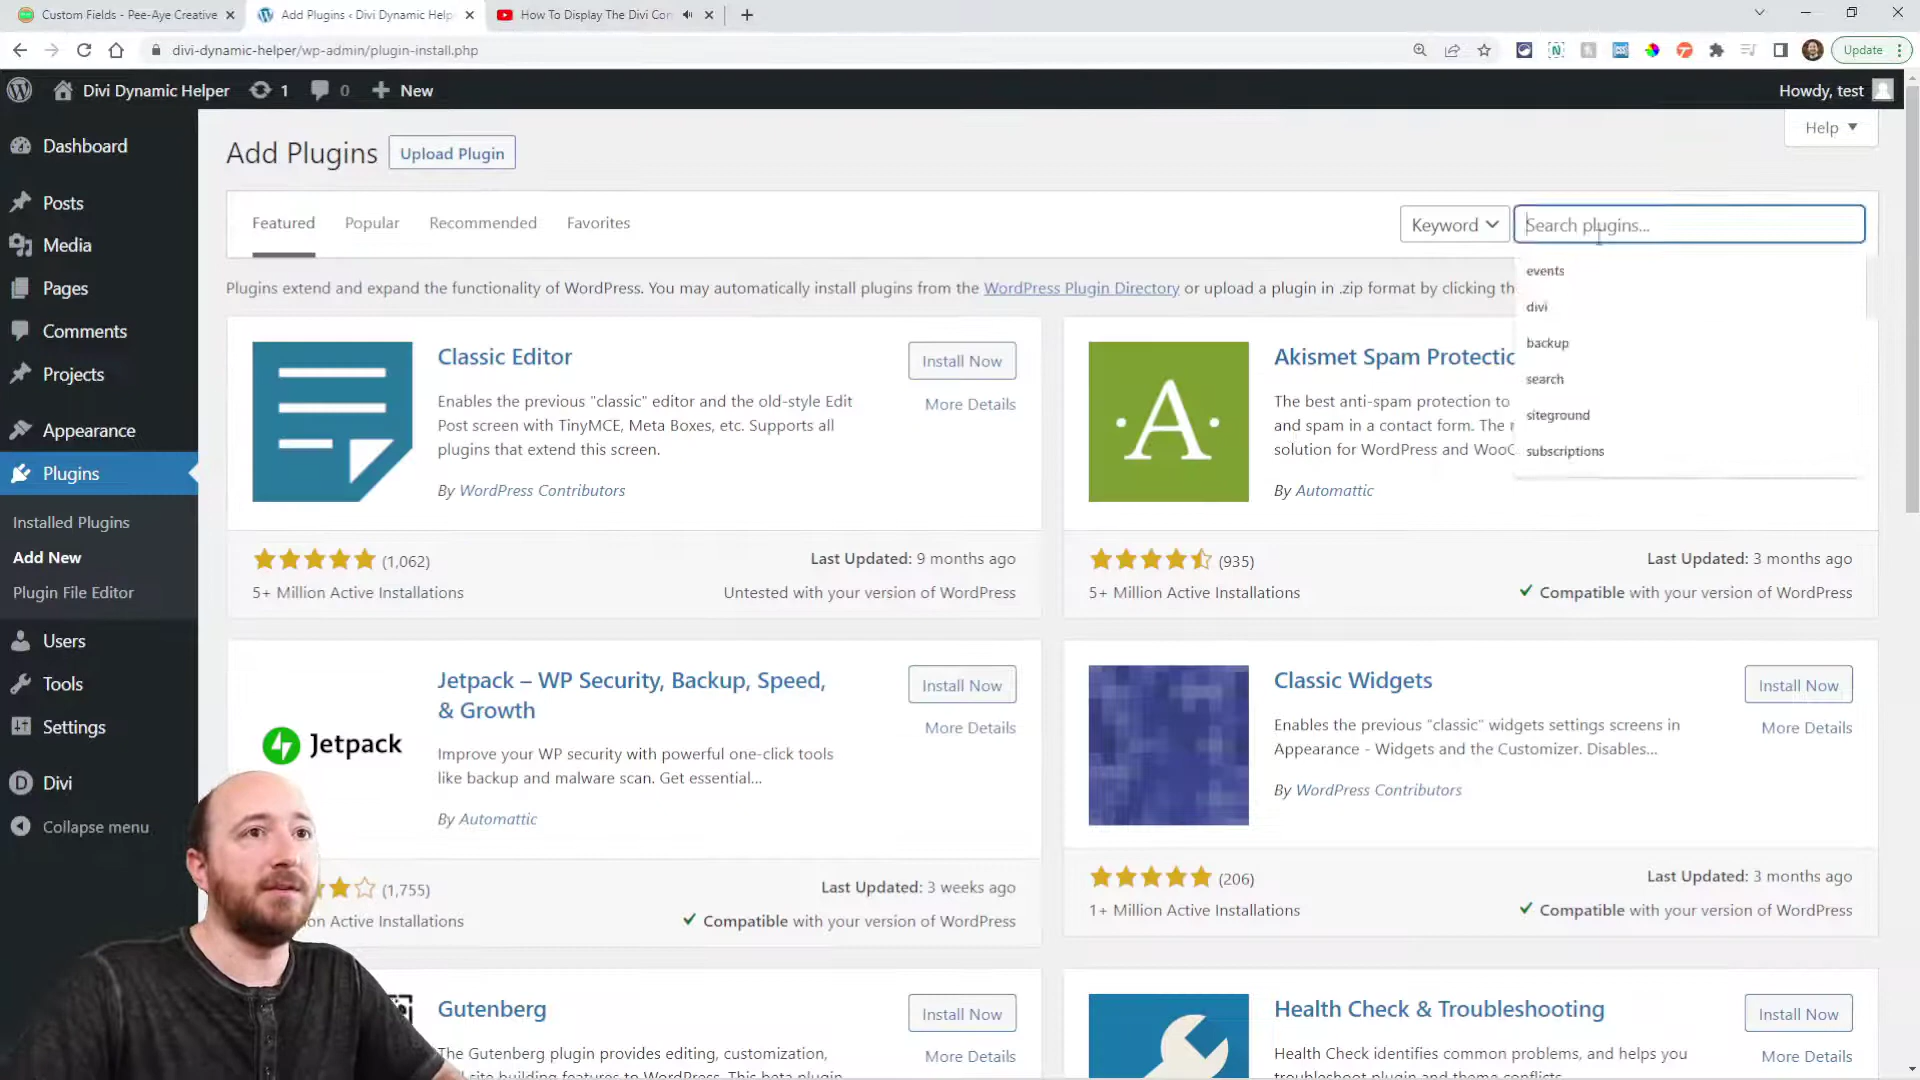 Custom Fields - Pee-Aye Creative
Add Plugins ‹ Divi Dynamic Help
How To Display The Divi Con
divi-dynamic-helper/wp-admin/plugin-install.php
Update
Divi Dynamic Helper
1
0
New
Howdy, test
Dashboard
Posts
Media
Pages
Comments
Projects
Appearance
Plugins
Installed Plugins
Add New
Plugin File Editor
Users
Tools
Settings
Divi
Collapse menu
Add Plugins
Upload Plugin
Help
Featured
Popular
Recommended
Favorites
Keyword
Search plugins...
events
divi
backup
search
siteground
subscriptions
Plugins extend and expand the functionality of WordPress. You may automatically install plugins from the WordPress Plugin Directory or upload a plugin in .zip format by clicking th
Classic Editor
Install Now
More Details
Enables the previous "classic" editor and the old-style Edit
Post screen with TinyMCE, Meta Boxes, etc. Supports all
plugins that extend this screen.
By WordPress Contributors
(1,062)
Last Updated: 9 months ago
5+ Million Active Installations
Untested with your version of WordPress
A
Akismet Spam Protectic
The best anti-spam protection to
and spam in a contact form. The r
solution for WordPress and WooC
By Automattic
(935)
Last Updated: 3 months ago
5+ Million Active Installations
Compatible with your version of WordPress
Jetpack
Jetpack – WP Security, Backup, Speed,
& Growth
Install Now
More Details
Improve your WP security with powerful one-click tools
like backup and malware scan. Get essential...
By Automattic
(1,755)
Last Updated: 3 weeks ago
on Active Installations
Compatible with your version of WordPress
Classic Widgets
Install Now
More Details
Enables the previous "classic" widgets settings screens in
Appearance - Widgets and the Customizer. Disables...
By WordPress Contributors
(206)
Last Updated: 3 months ago
1+ Million Active Installations
Compatible with your version of WordPress
Gutenberg
Install Now
More Details
The Gutenberg plugin provides editing, customization,
site building features to WordPress. This beta plugin
Health Check & Troubleshooting
Install Now
More Details
Health Check identifies common problems, and helps you
troubleshoot plugin and theme conflicts.